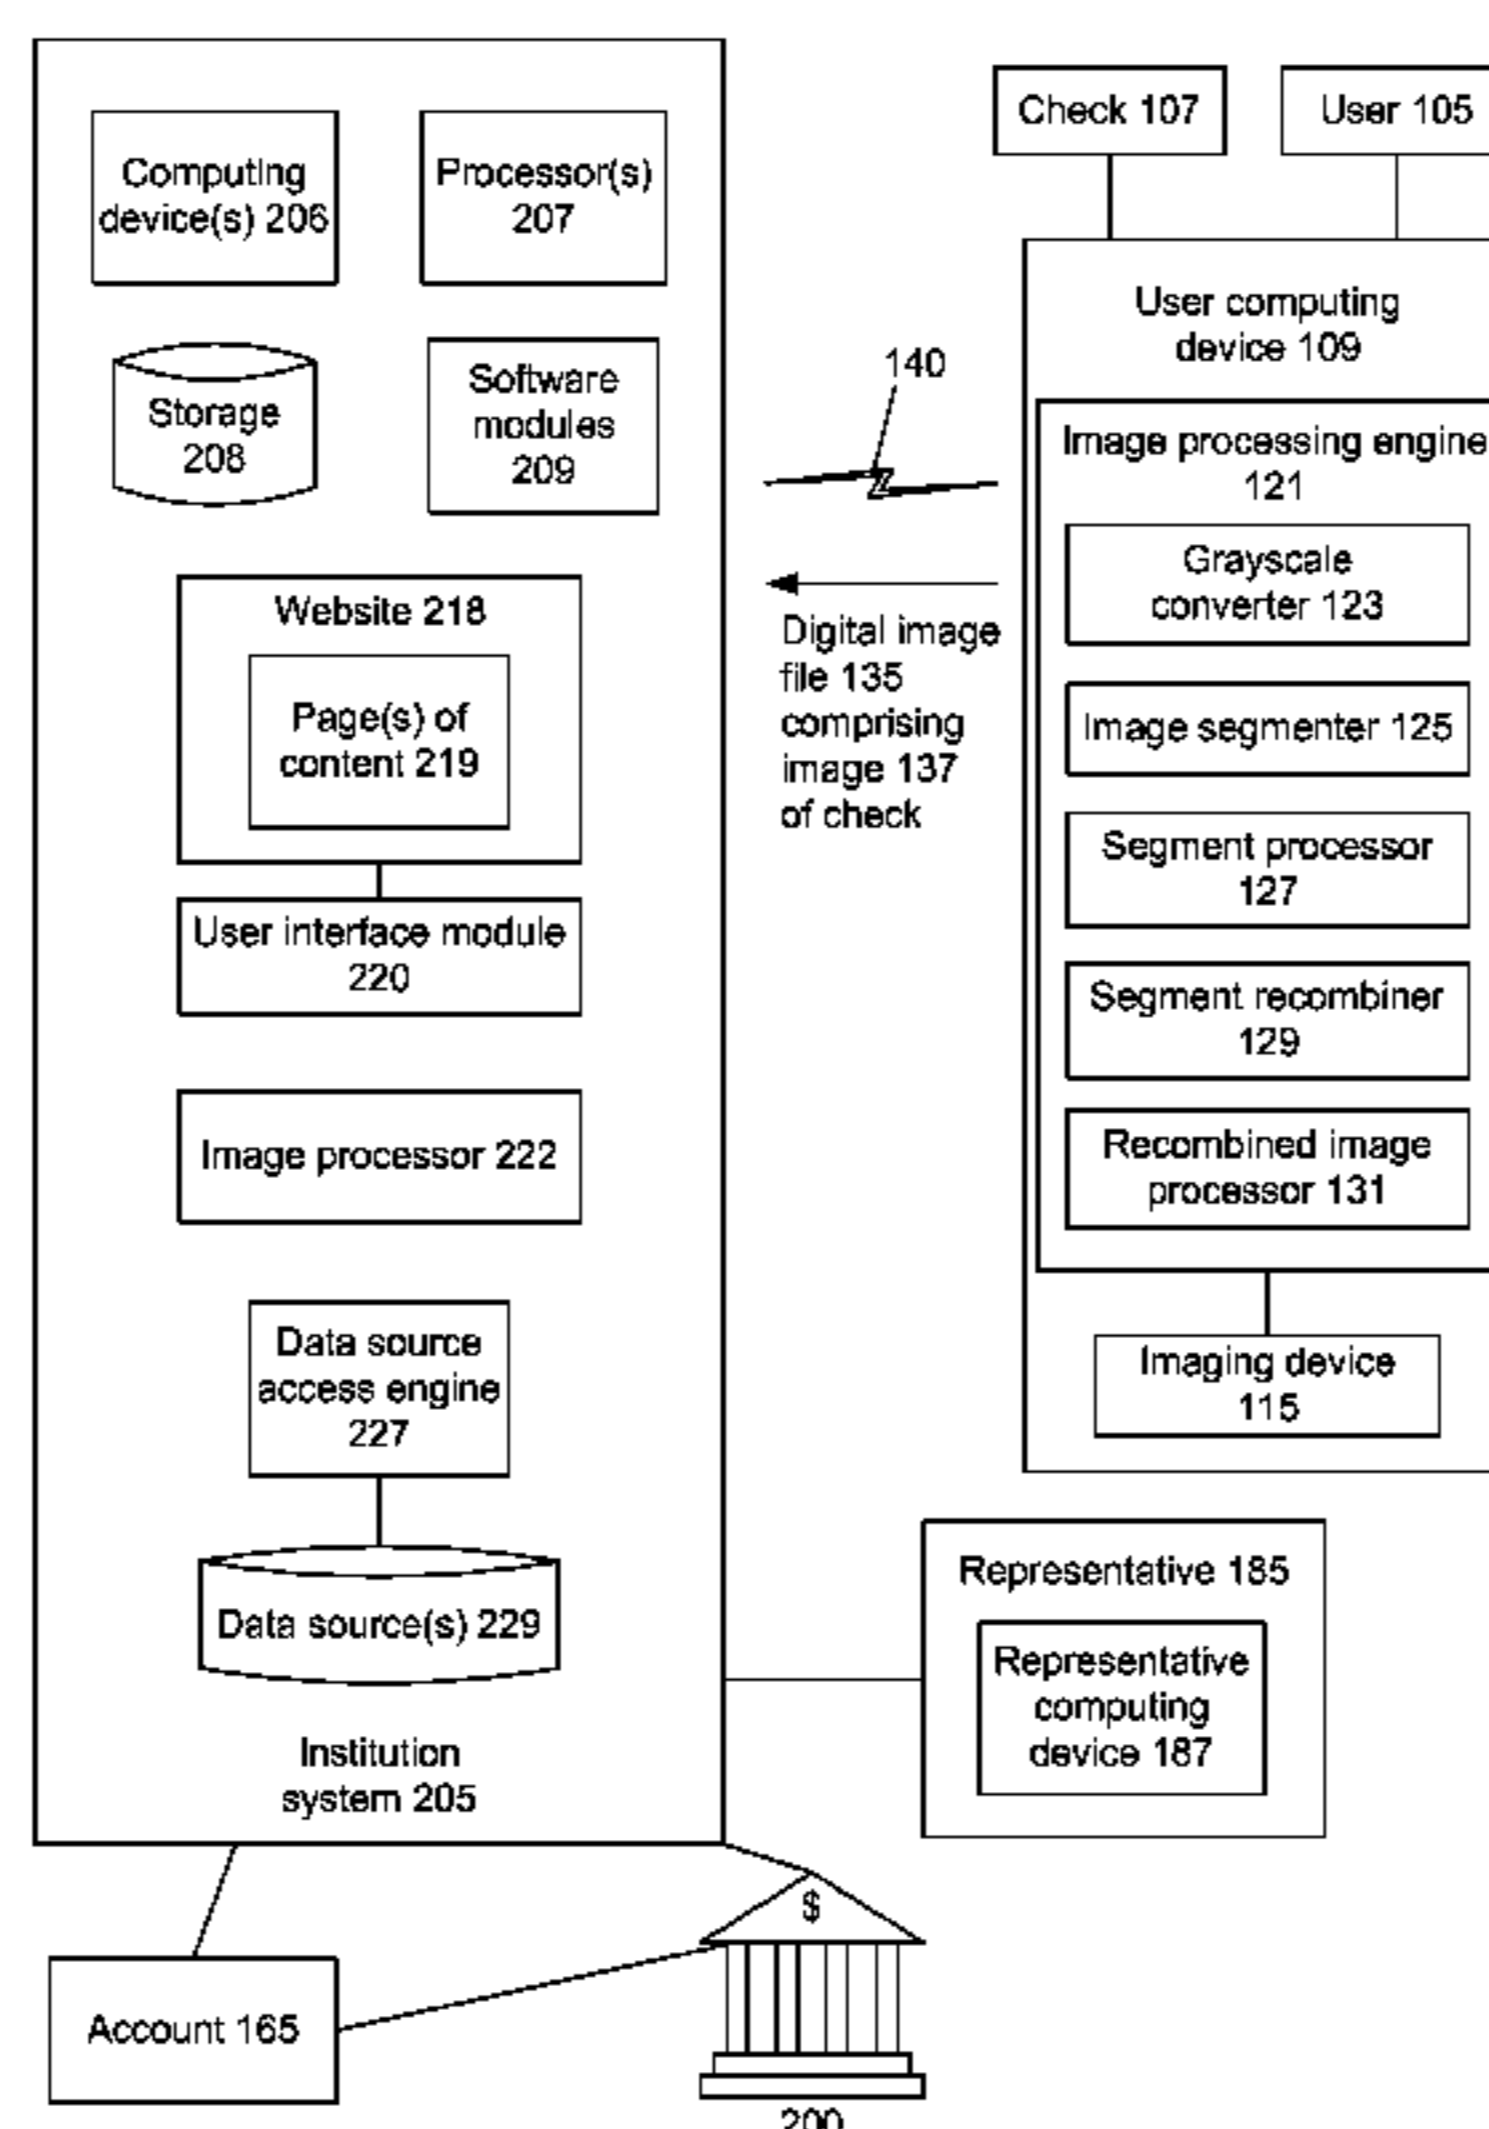 Check 107
User 105
Computing
device(s) 206
Processor(s)
207
Storage
208
Software
modules
209
Website 218
Page(s) of
content 219
User interface module
220
Image processor 222
Data source
access engine
227
Data source(s) 229
Institution
system 205
140
Digital image
file 135
comprising
image 137
of check
User computing
device 109
Image processing engine
121
Grayscale
converter 123
Image segmenter 125
Segment processor
127
Segment recombiner
129
Recombined image
processor 131
Imaging device
115
Representative 185
Representative
computing
device 187
Account 165
$
200